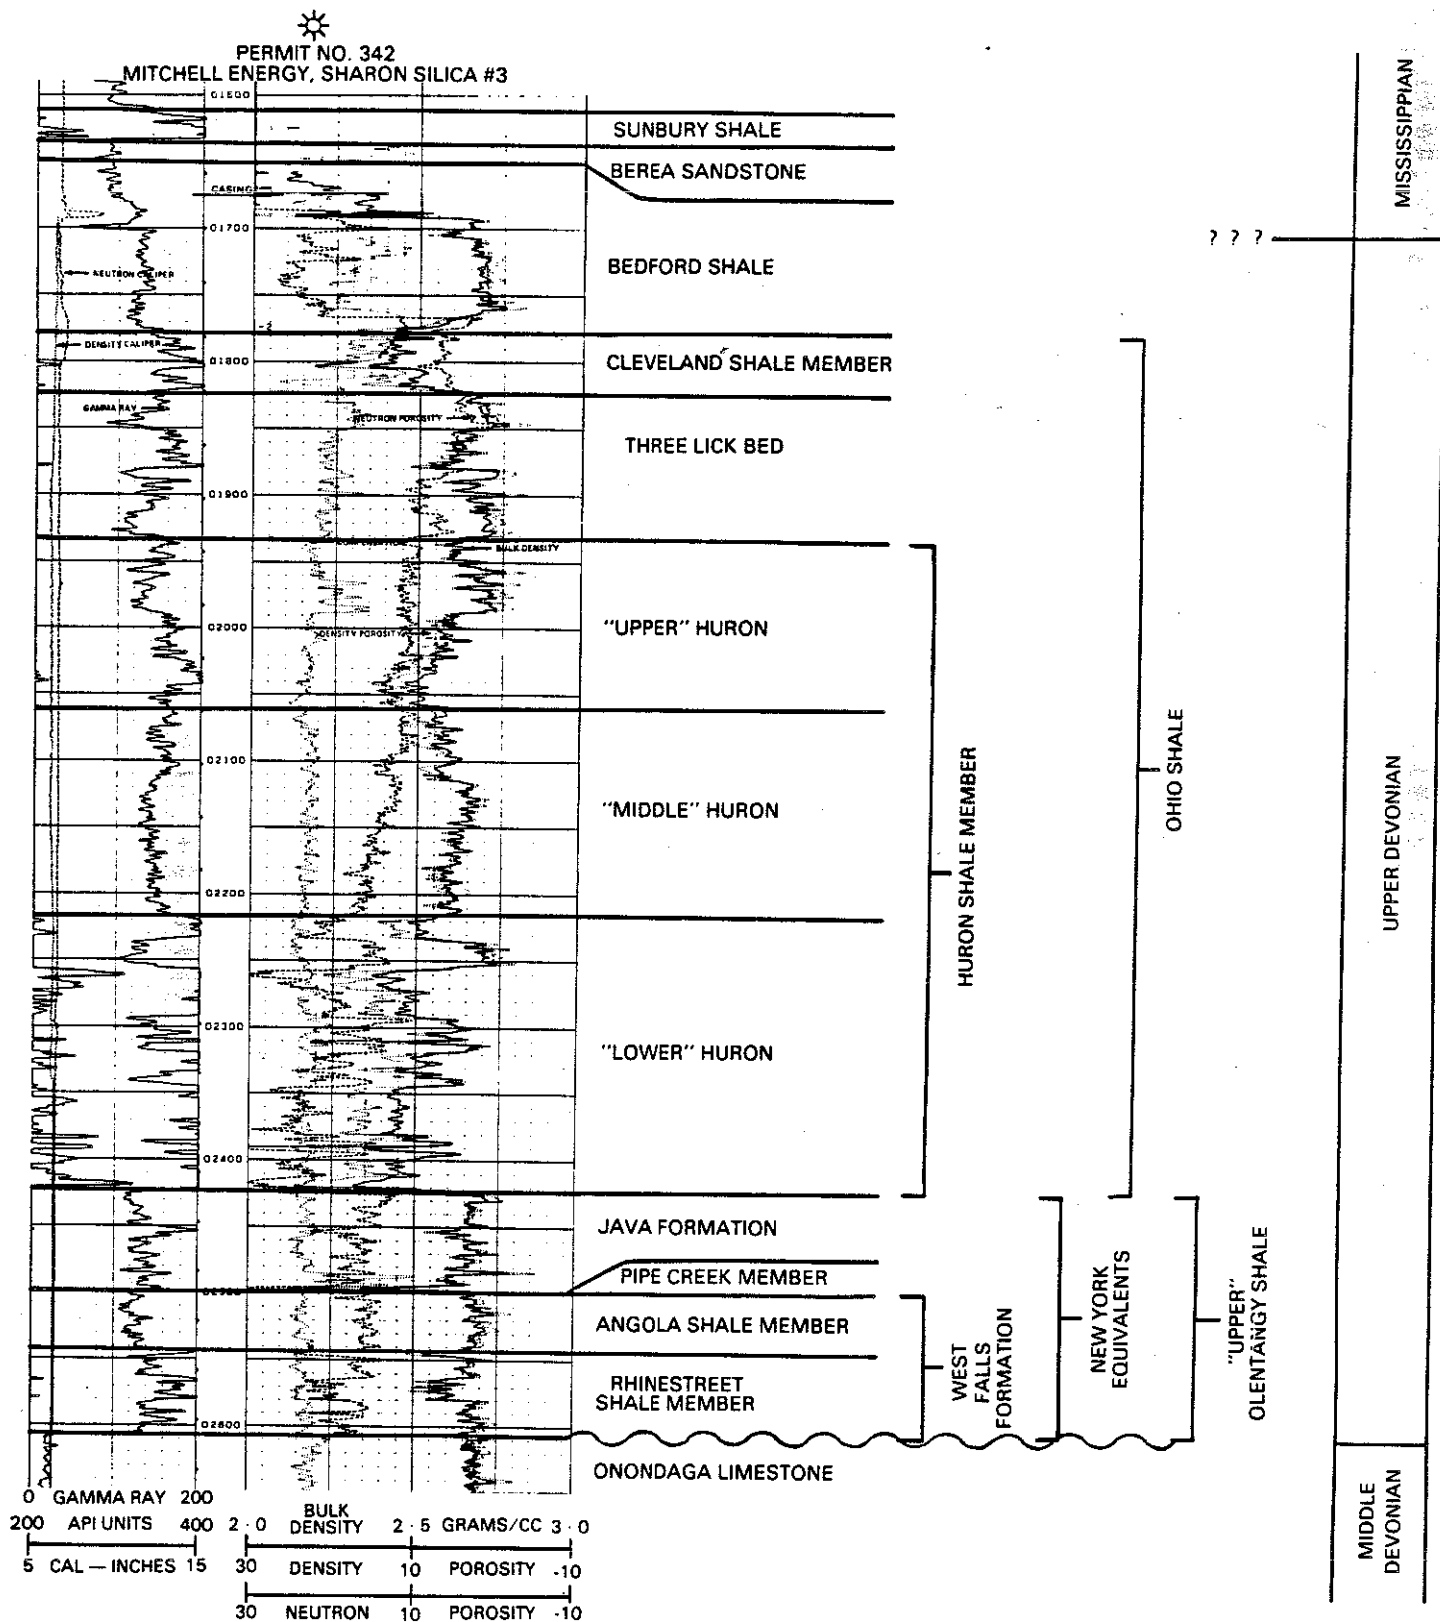 PERMIT NO. 342
MITCHELL ENERGY, SHARON SILICA #3
SUNBURY SHALE
BEREA SANDSTONE
CASING
01700
? ? ?
BEDFORD SHALE
NEUTRON CALIPER
DENSITY CALIPER
01800
CLEVELAND SHALE MEMBER
GAMMA RAY
NEUTRON POROSITY
THREE LICK BED
01900
BULK DENSITY
02000
DENSITY POROSITY
"UPPER" HURON
02100
"MIDDLE" HURON
02200
02300
"LOWER" HURON
02400
JAVA FORMATION
PIPE CREEK MEMBER
ANGOLA SHALE MEMBER
RHINESTREET
SHALE MEMBER
02600
ONONDAGA LIMESTONE
HURON SHALE MEMBER
OHIO SHALE
WEST
FALLS
FORMATION
NEW YORK
EQUIVALENTS
"UPPER"
OLENTANGY SHALE
MISSISSIPPIAN
UPPER DEVONIAN
MIDDLE
DEVONIAN
0 GAMMA RAY 200
200 API UNITS 400
5 CAL — INCHES 15
2.0 BULK DENSITY 2.5 GRAMS/CC 3.0
30 DENSITY 10 POROSITY -10
30 NEUTRON 10 POROSITY -10